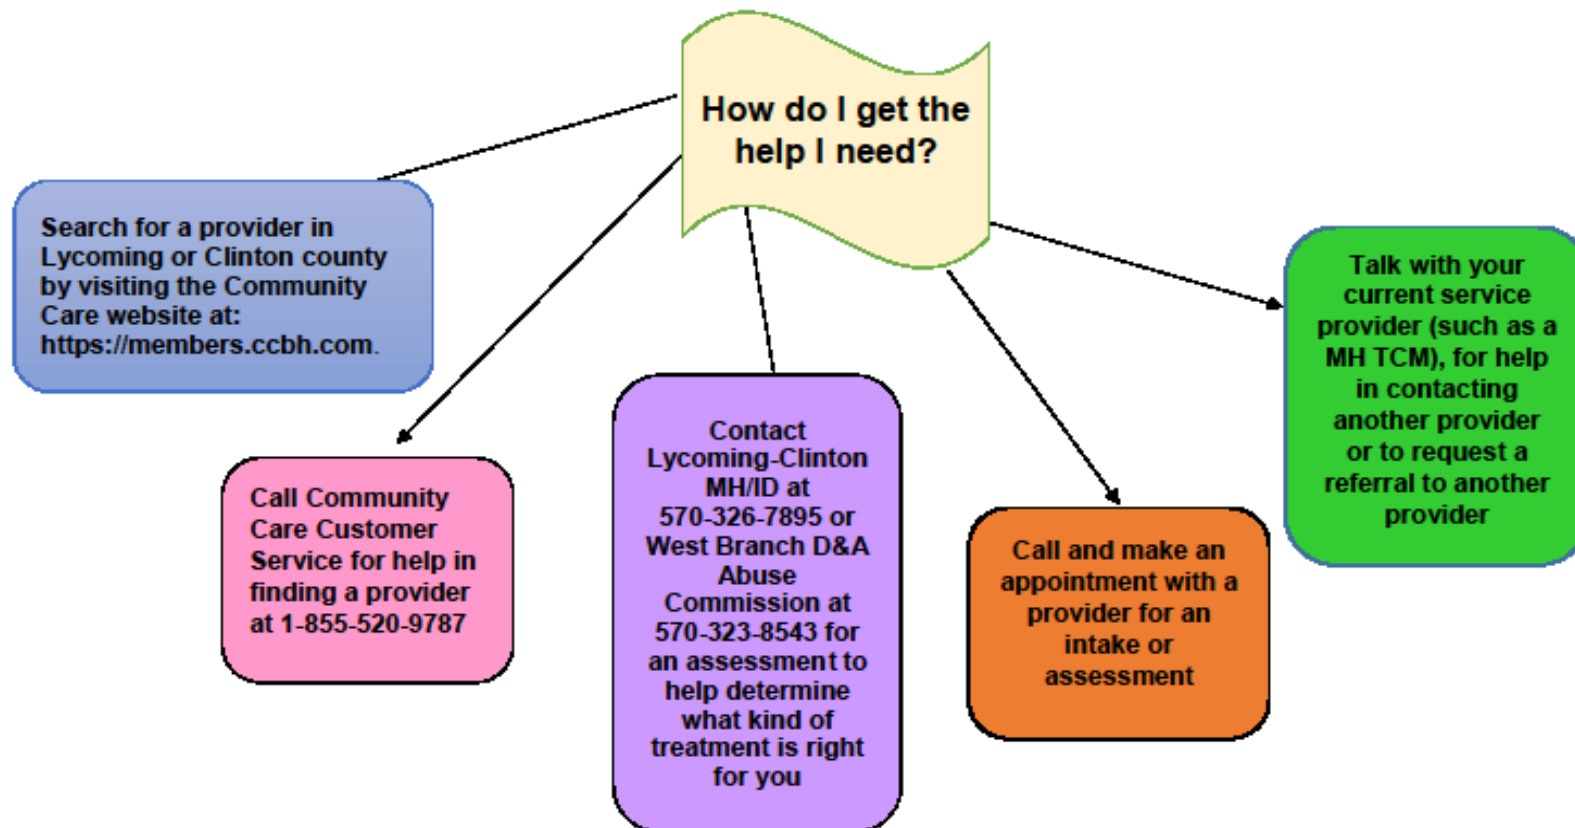 How do I get the
help I need?
Search for a provider in
Lycoming or Clinton county
by visiting the Community
Care website at:
https://members.ccbh.com.
Call Community
Care Customer
Service for help in
finding a provider
at 1-855-520-9787
Contact
Lycoming-Clinton
MH/ID at
570-326-7895 or
West Branch D&A
Abuse
Commission at
570-323-8543 for
an assessment to
help determine
what kind of
treatment is right
for you
Call and make an
appointment with a
provider for an
intake or
assessment
Talk with your
current service
provider (such as a
MH TCM), for help
in contacting
another provider
or to request a
referral to another
provider